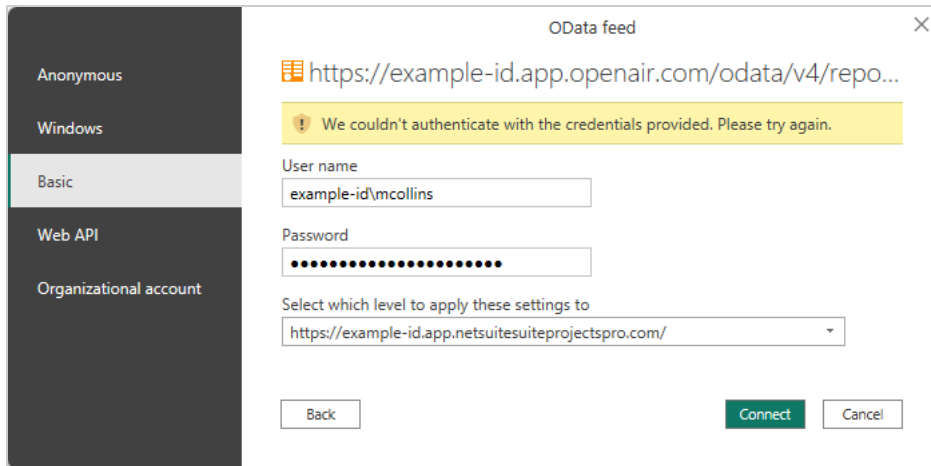 OData feed
Anonymous
Windows
Basic
Web API
Organizational account
https://example-id.app.openair.com/odata/v4/repo...
We couldn't authenticate with the credentials provided. Please try again.
User name
example-id\mcollins
Password
●●●●●●●●●●●●●●●●●●●●●●
Select which level to apply these settings to
https://example-id.app.netsuitesuiteprojectspro.com/
Back
Connect
Cancel